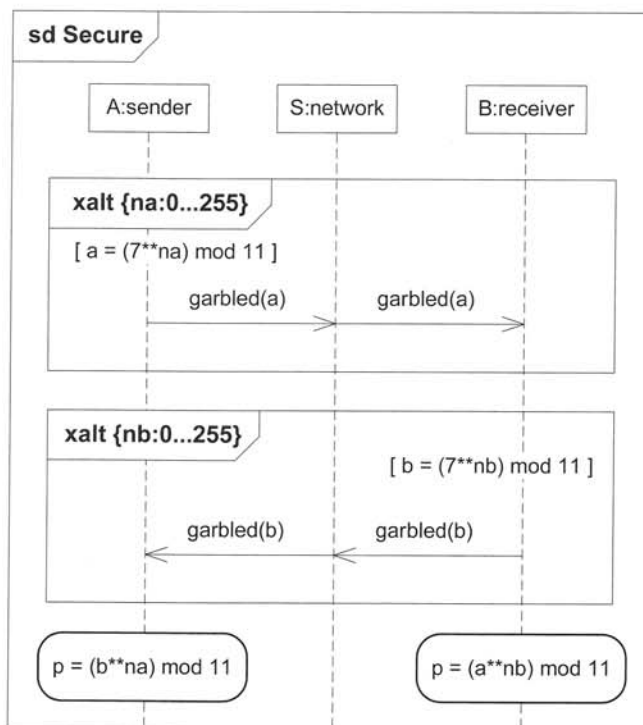 sd Secure
A:sender
S:network
B:receiver
xalt {na:0...255}
[ a = (7**na) mod 11 ]
garbled(a)
garbled(a)
xalt {nb:0...255}
[ b = (7**nb) mod 11 ]
garbled(b)
garbled(b)
p = (b**na) mod 11
p = (a**nb) mod 11